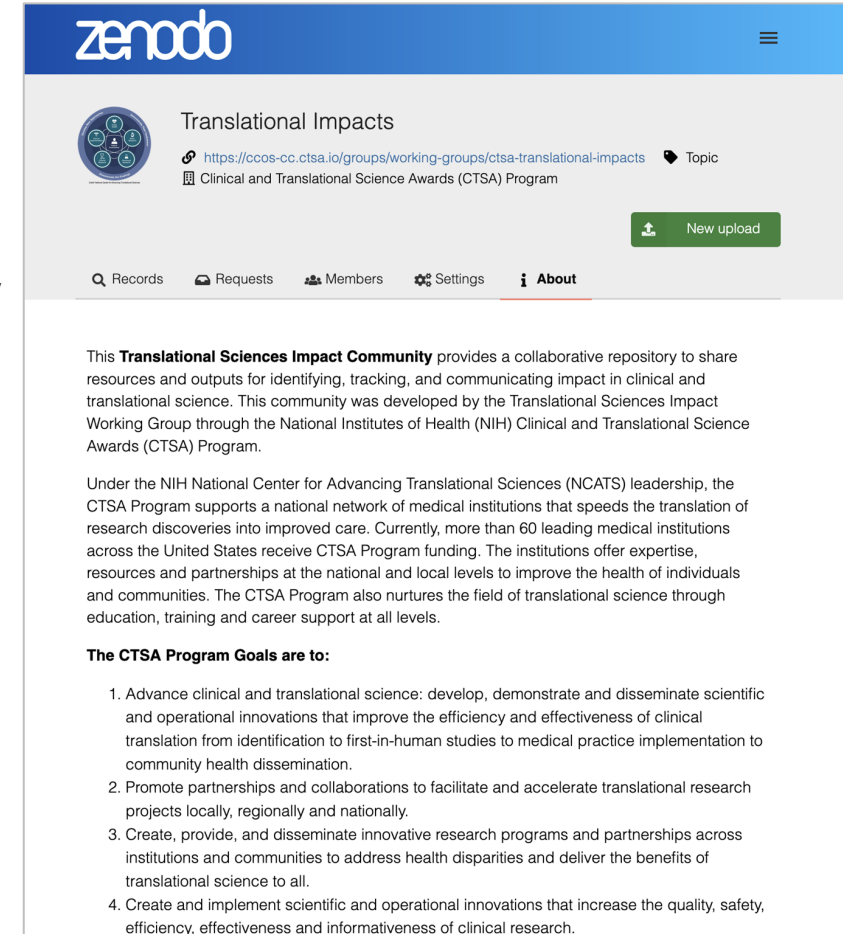 zenodo
Translational Impacts
https://ccos-cc.ctsa.io/groups/working-groups/ctsa-translational-impacts Topic
Clinical and Translational Science Awards (CTSA) Program
New upload
Records Requests Members Settings About
This Translational Sciences Impact Community provides a collaborative repository to share
resources and outputs for identifying, tracking, and communicating impact in clinical and
translational science. This community was developed by the Translational Sciences Impact
Working Group through the National Institutes of Health (NIH) Clinical and Translational Science
Awards (CTSA) Program.
Under the NIH National Center for Advancing Translational Sciences (NCATS) leadership, the
CTSA Program supports a national network of medical institutions that speeds the translation of
research discoveries into improved care. Currently, more than 60 leading medical institutions
across the United States receive CTSA Program funding. The institutions offer expertise,
resources and partnerships at the national and local levels to improve the health of individuals
and communities. The CTSA Program also nurtures the field of translational science through
education, training and career support at all levels.
The CTSA Program Goals are to:
1. Advance clinical and translational science: develop, demonstrate and disseminate scientific
and operational innovations that improve the efficiency and effectiveness of clinical
translation from identification to first-in-human studies to medical practice implementation to
community health dissemination.
2. Promote partnerships and collaborations to facilitate and accelerate translational research
projects locally, regionally and nationally.
3. Create, provide, and disseminate innovative research programs and partnerships across
institutions and communities to address health disparities and deliver the benefits of
translational science to all.
4. Create and implement scientific and operational innovations that increase the quality, safety,
efficiency, effectiveness and informativeness of clinical research.